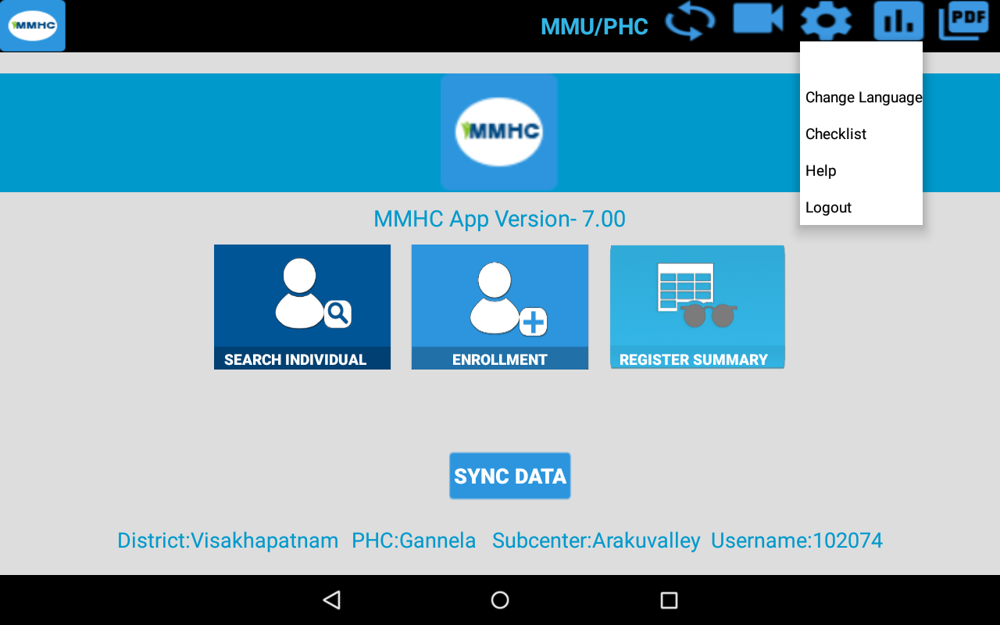 MMHC
MMU/PHC
PDF
Change Language
Checklist
Help
Logout
MMHC
MMHC App Version- 7.00
SEARCH INDIVIDUAL
ENROLLMENT
REGISTER SUMMARY
SYNC DATA
District:Visakhapatnam PHC:Gannela Subcenter:Arakuvalley Username:102074